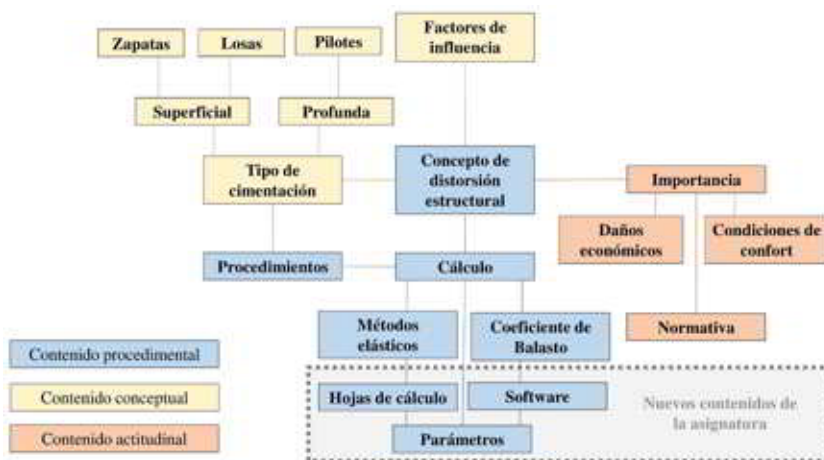 Zapatas
Losas
Pilotes
Factores de
influencia
Superficial
Profunda
Tipo de
cimentación
Concepto de
distorsión
estructural
Importancia
Daños
económicos
Condiciones de
confort
Procedimientos
Cálculo
Métodos
elásticos
Coeficiente de
Balasto
Normativa
Contenido procedimental
Contenido conceptual
Contenido actitudinal
Hojas de cálculo
Software
Nuevos contenidos de
la asignatura
Parámetros